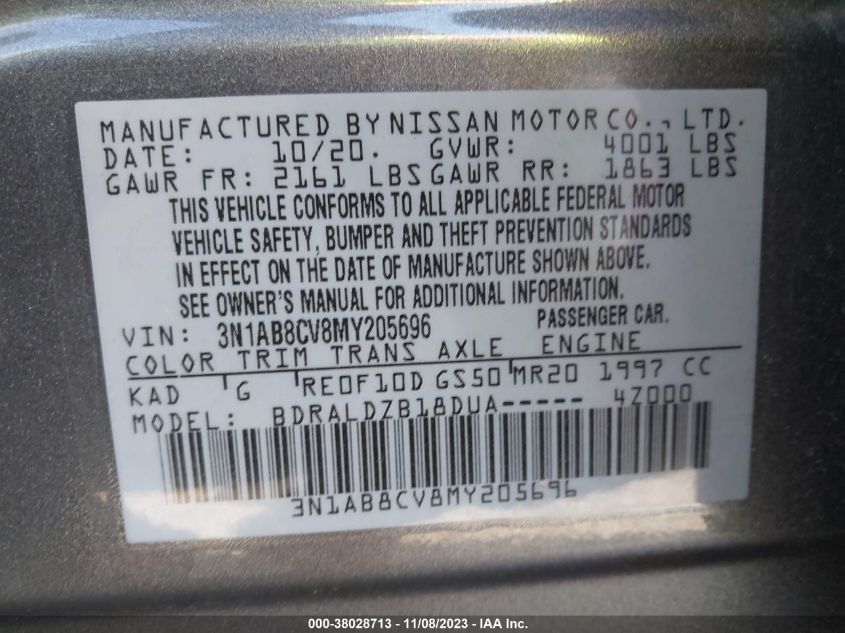 MANUFACTURED BY NISSAN MOTOR CO., LTD.
DATE: 10/20. GVWR: 4001 LBS
GAWR FR: 2161 LBS GAWR RR: 1863 LBS
THIS VEHICLE CONFORMS TO ALL APPLICABLE FEDERAL MOTOR
VEHICLE SAFETY, BUMPER AND THEFT PREVENTION STANDARDS
IN EFFECT ON THE DATE OF MANUFACTURE SHOWN ABOVE.
SEE OWNER'S MANUAL FOR ADDITIONAL INFORMATION.
VIN: 3N1AB8CV8MY205696 PASSENGER CAR.
COLOR TRIM TRANS AXLE ENGINE
KAD G RE0F10D GS50 MR20 1997 CC
MODEL: BDRALDZB18DUA----- 4Z000
3N1AB8CV8MY205696
000-38028713 - 11/08/2023 - IAA Inc.